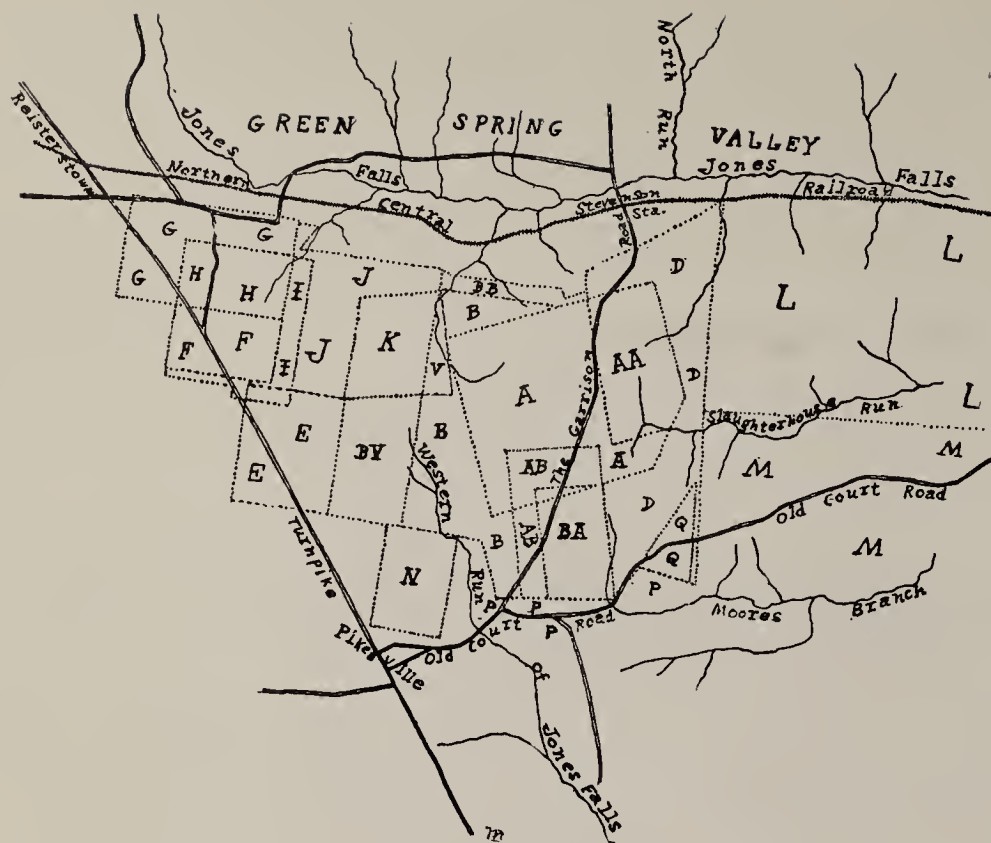 GREEN SPRING VALLEY
North Run
Jones Falls
Jones Falls
Reisterstown Turnpike
Northern Central Railroad
Stevenson Sta.
The Garrison Road
Slaughterhouse Run
Old Court Road
Western Run of Jones Falls
Moores Branch
Pikesville
Old Court Road
G
G
G
H
H
I
I
J
J
F
F
K
V
BB
B
A
AA
D
D
D
L
L
L
E
E
BV
B
B
AB
AB
A
BA
Q
Q
M
M
M
N
P
P
P
P
m